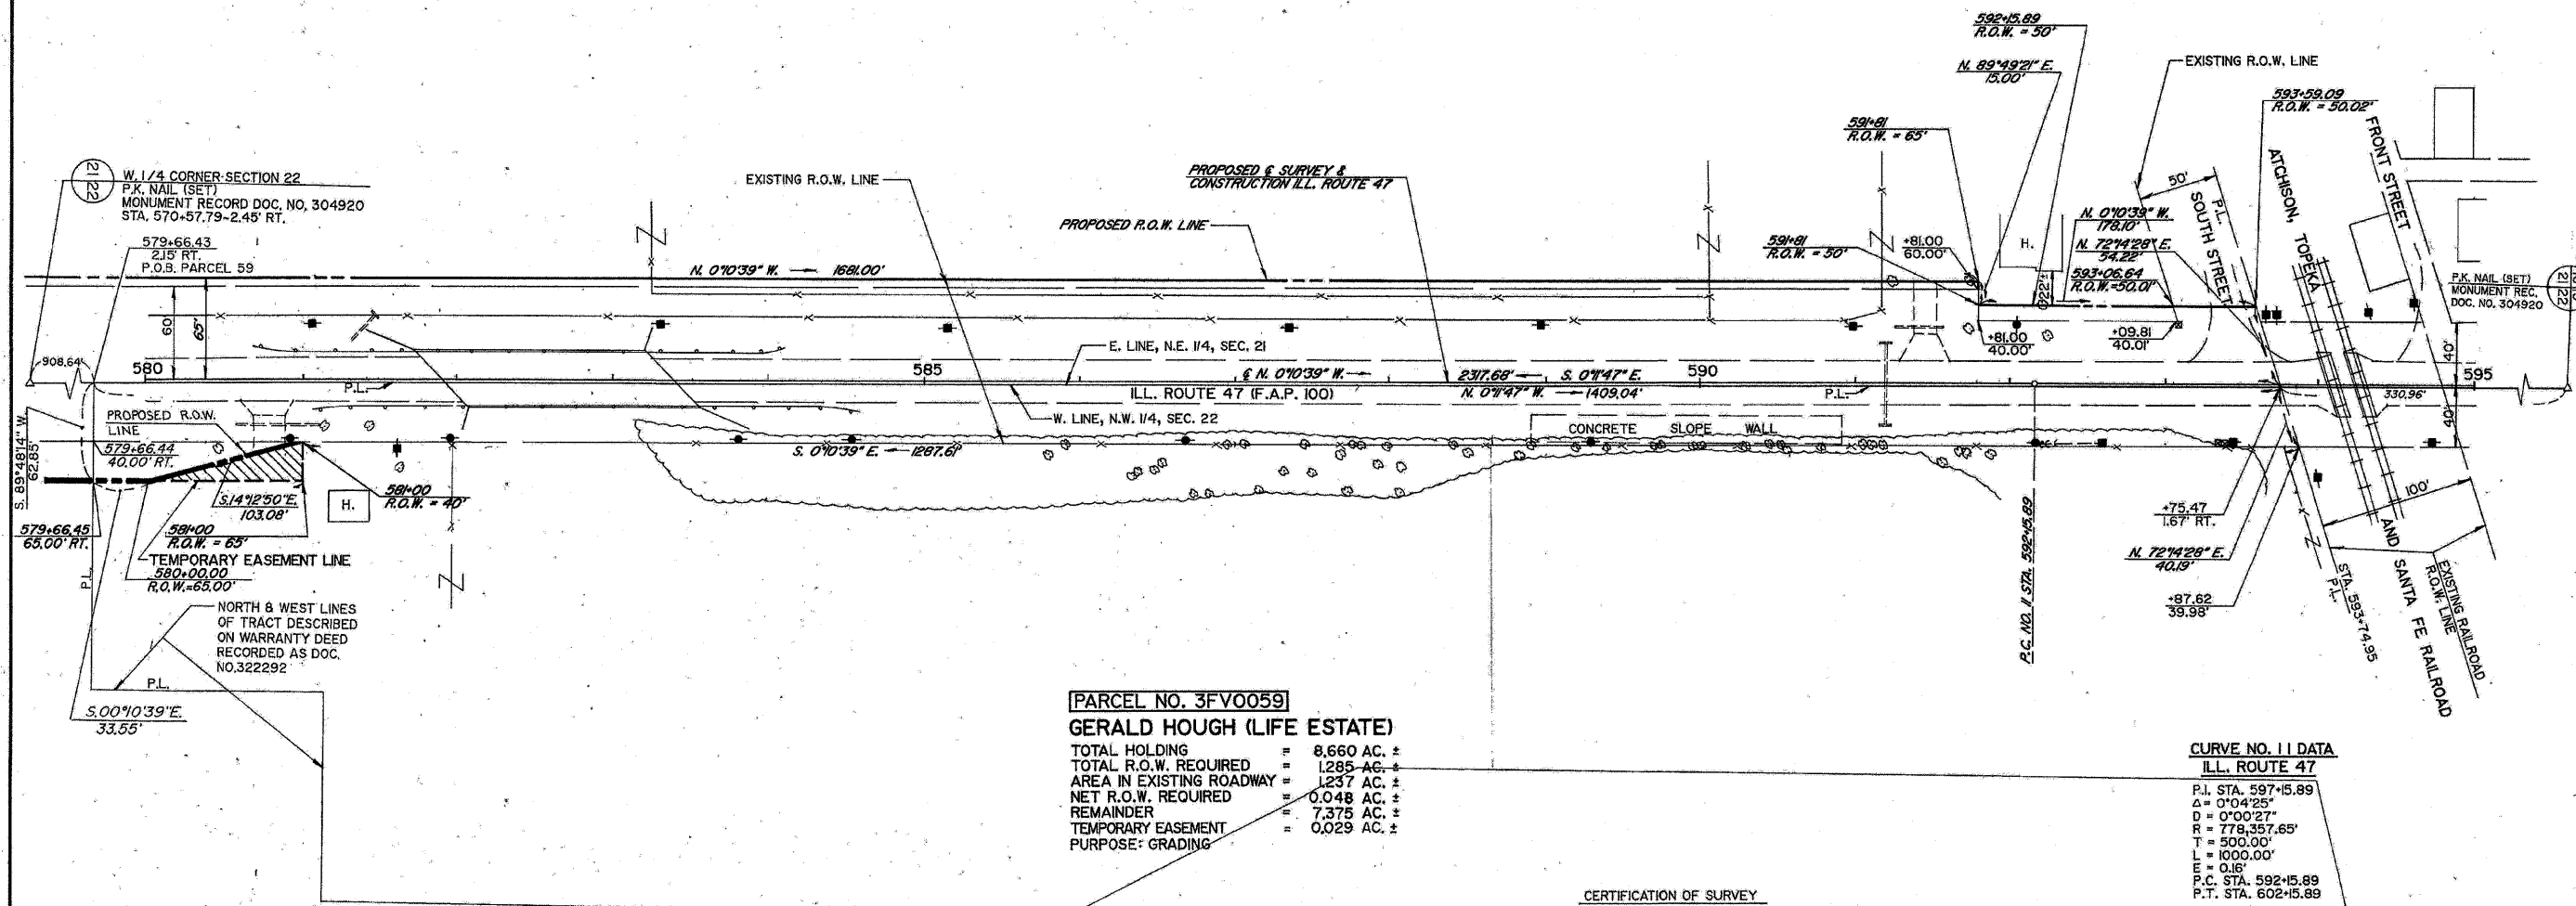 592+15.89
R.O.W. = 50'
N. 89°49'21" E.
15.00'
EXISTING R.O.W. LINE
593+59.09
R.O.W. = 50.02'
591+81
R.O.W. = 65'
FRONT STREET
21 22
W. 1/4 CORNER-SECTION 22
P.K. NAIL (SET)
MONUMENT RECORD DOC. NO. 304920
STA. 570+57.79-2.45' RT.
EXISTING R.O.W. LINE
PROPOSED ℄ SURVEY &
CONSTRUCTION ILL. ROUTE 47
PROPOSED R.O.W. LINE
50'
P.L.
SOUTH STREET
ATCHISON, TOPEKA
N. 0°10'39" W.
178.10'
N. 72°14'28" E.
54.22'
593+06.64
R.O.W.=50.01'
579+66.43
2.15' RT.
P.O.B. PARCEL 59
591+81
R.O.W. = 50'
+81.00
60.00'
H.
P.K. NAIL (SET)
MONUMENT REC.
DOC. NO. 304920
21 22
N. 0°10'39" W. 1681.00'
60'
65'
+81.00
40.00'
+09.81
40.01'
40'
E. LINE, N.E. 1/4, SEC. 21
908.64'
580
585
590
595
P.L.
℄ N. 0°10'39" W.
2317.68'
S. 0°11'47" E.
ILL. ROUTE 47 (F.A.P. 100)
N. 0°11'47" W. 1409.04'
P.L.
330.96'
40'
W. LINE, N.W. 1/4, SEC. 22
PROPOSED R.O.W.
LINE
CONCRETE SLOPE WALL
S. 89°48'14" W.
62.85'
579+66.44
40.00' RT.
S. 0°10'39" E. 1287.61'
S.14°12'50"E.
103.08'
H.
581+00
R.O.W. = 40'
100'
579+66.45
65.00' RT.
581+00
R.O.W. = 65'
+75.47
1.67' RT.
TEMPORARY EASEMENT LINE
580+00.00
R.O.W.=65.00'
N. 72°14'28" E.
40.19'
P.L.
P.C. NO. 11 STA. 592+15.89
+87.62
39.98'
STA. 593+74.95
P.L.
AND SANTA FE RAILROAD
EXISTING RAILROAD
R.O.W. LINE
NORTH & WEST LINES
OF TRACT DESCRIBED
ON WARRANTY DEED
RECORDED AS DOC.
NO.322292
P.L.
S.00°10'39"E.
33.55'
PARCEL NO. 3FV0059
GERALD HOUGH (LIFE ESTATE)
TOTAL HOLDING = 8.660 AC. ±
TOTAL R.O.W. REQUIRED = 1.285 AC. ±
AREA IN EXISTING ROADWAY = 1.237 AC. ±
NET R.O.W. REQUIRED = 0.048 AC. ±
REMAINDER = 7.375 AC. ±
TEMPORARY EASEMENT = 0.029 AC. ±
PURPOSE: GRADING
CURVE NO. 11 DATA
ILL. ROUTE 47
P.I. STA. 597+15.89
Δ = 0°04'25"
D = 0°00'27"
R = 778,357.65'
T = 500.00'
L = 1000.00'
E = 0.16'
P.C. STA. 592+15.89
P.T. STA. 602+15.89
CERTIFICATION OF SURVEY